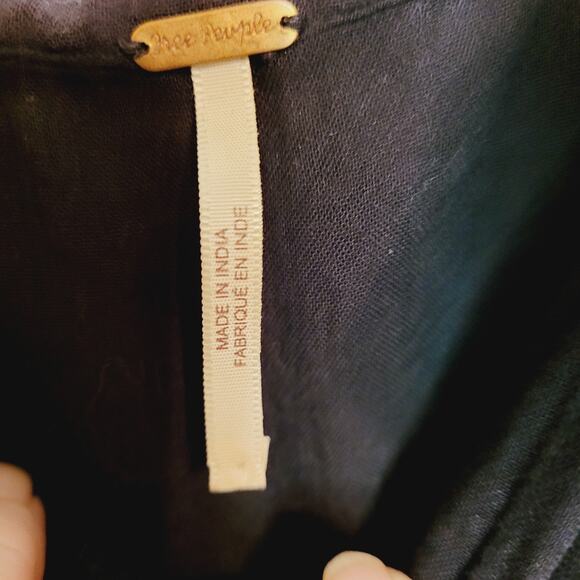 Free People
MADE IN INDIA
FABRIQUÉ EN INDE